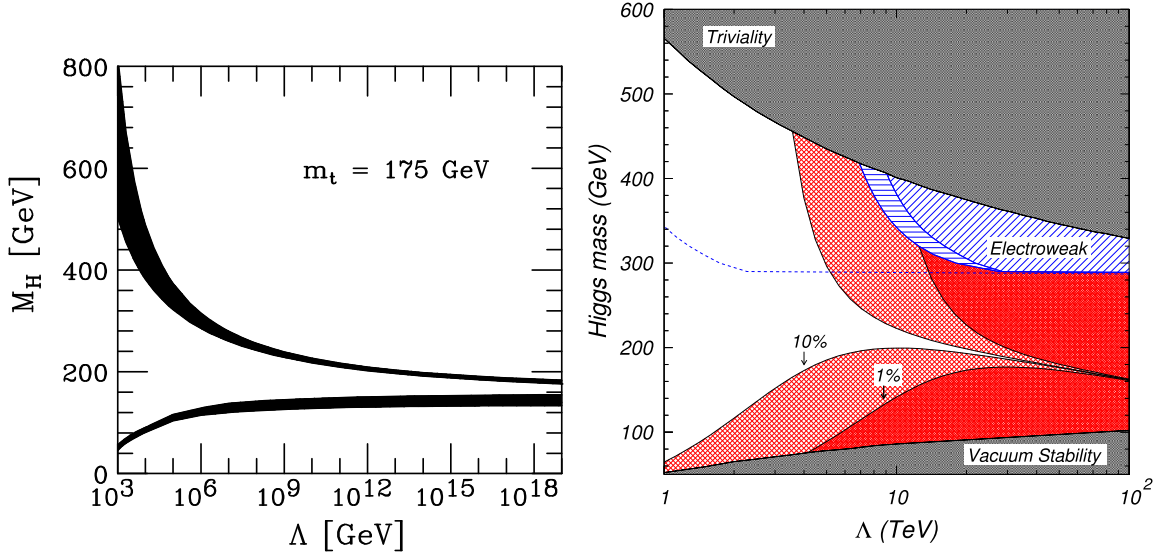 800
600
400
200
0
M_H [GeV]
m_t = 175 GeV
10^3 10^6 10^9 10^12 10^15 10^18
Λ [GeV]
600
500
400
300
200
100
Higgs mass (GeV)
Triviality
Electroweak
10%
1%
Vacuum Stability
1 10 10^2
Λ (TeV)